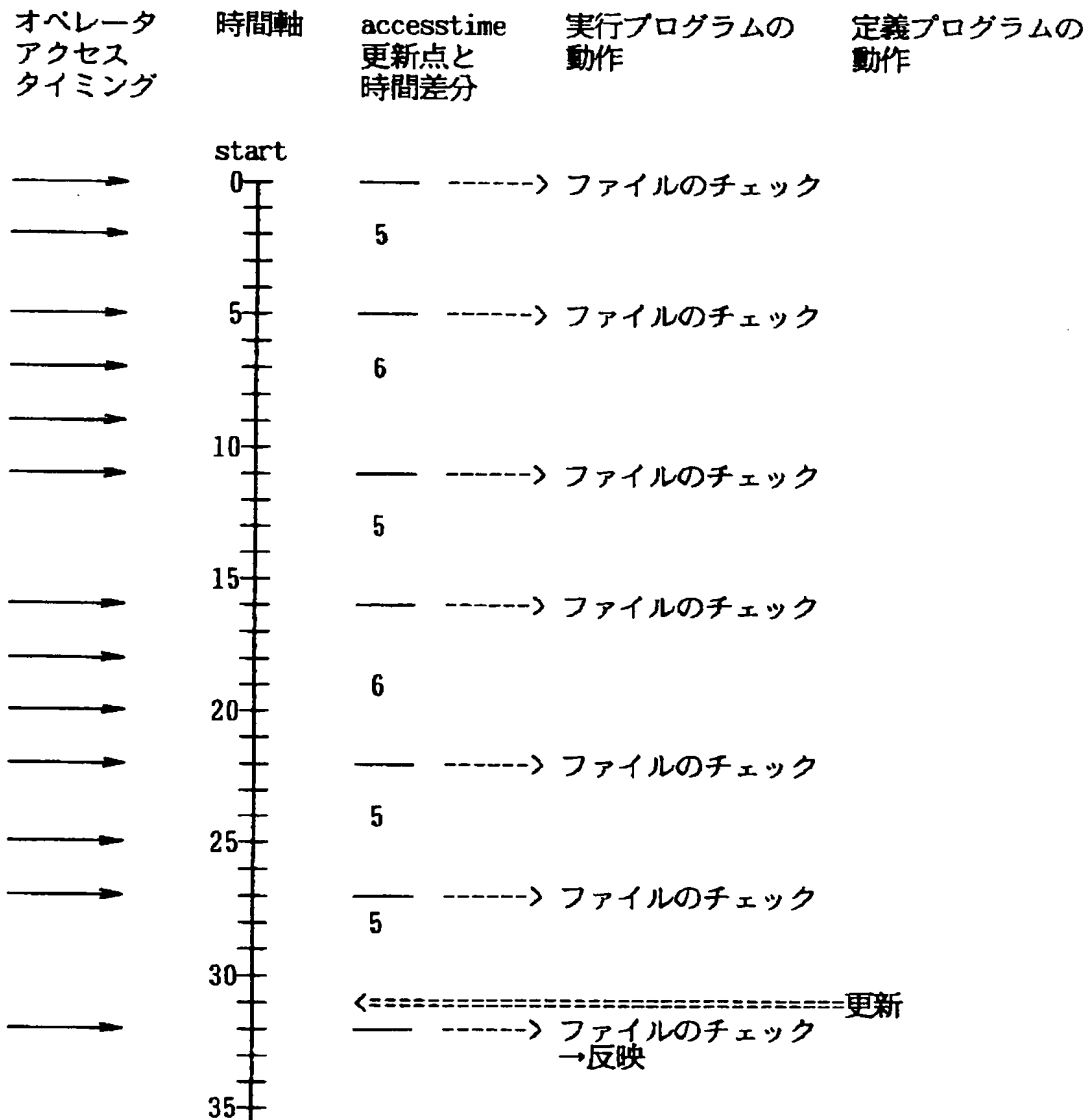 オペレータ
アクセス
タイミング
時間軸
accesstime
更新点と
時間差分
実行プログラムの
動作
定義プログラムの
動作
start
0
------> ファイルのチェック
5
5
------> ファイルのチェック
6
10
------> ファイルのチェック
5
15
------> ファイルのチェック
6
20
------> ファイルのチェック
5
25
------> ファイルのチェック
5
30
<============================更新
------> ファイルのチェック
→反映
35